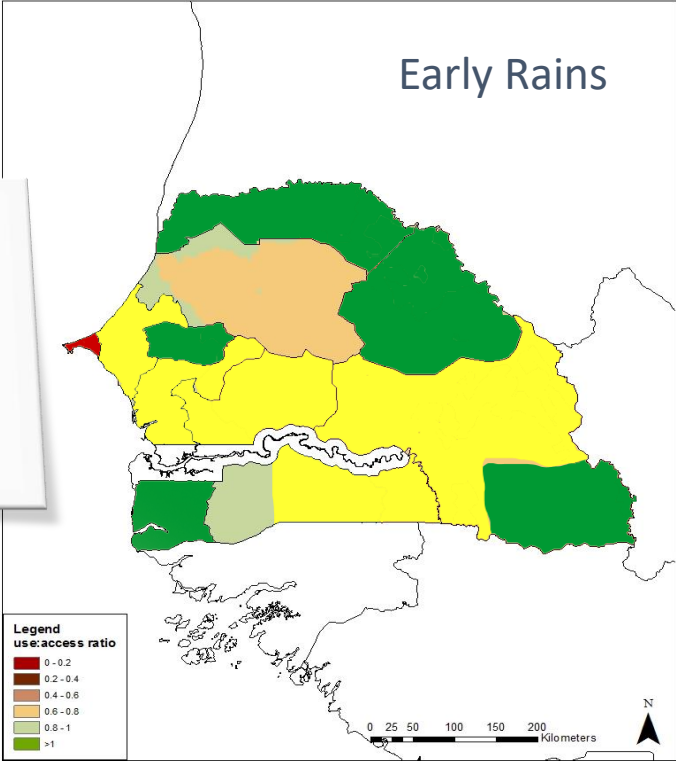 Early Rains
Legend
use:access ratio
0 - 0.2
0.2 - 0.4
0.4 - 0.6
0.6 - 0.8
0.8 - 1
>1
0 25 50 100 150 200
Kilometers
N